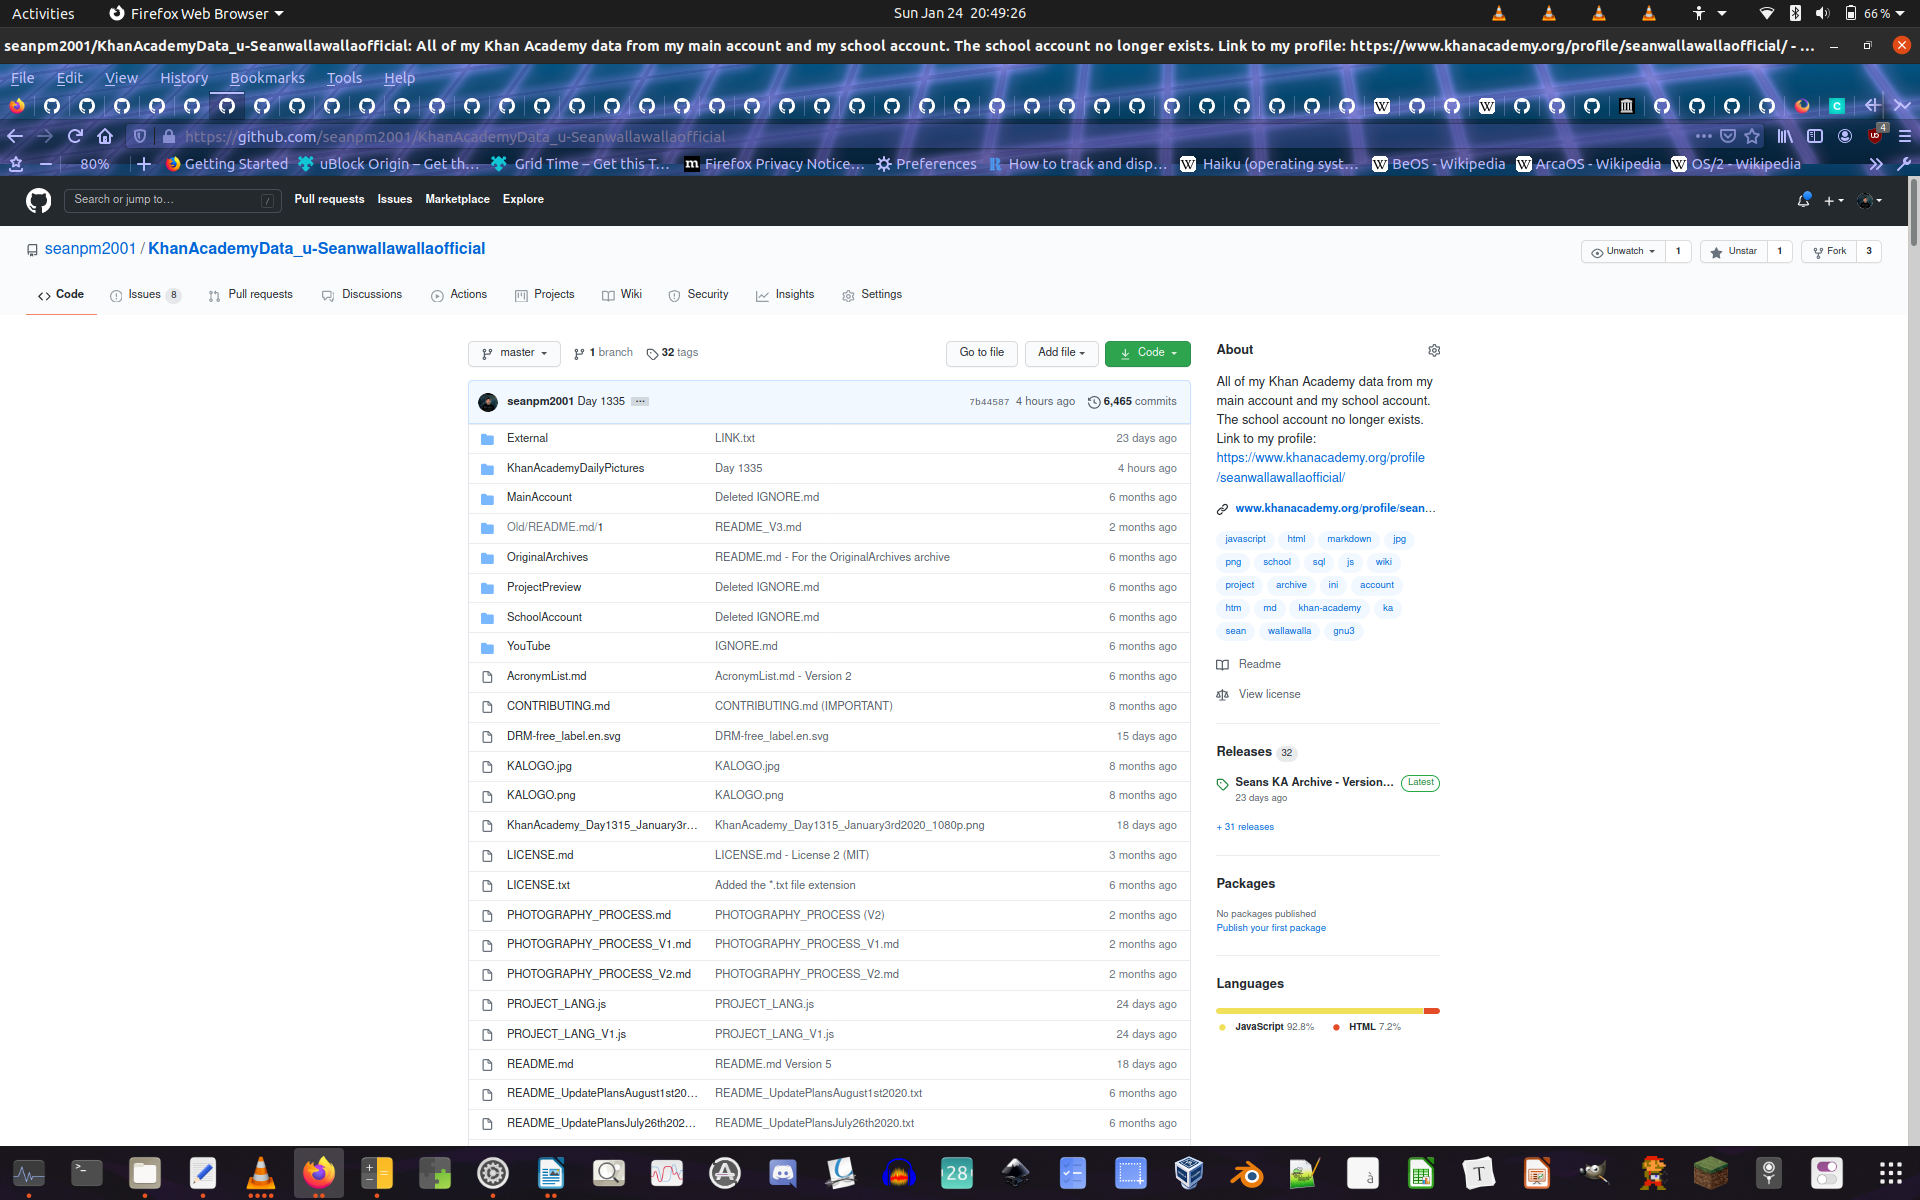 Activities Firefox Web Browser Sun Jan 24 20:49:26 66 %
seanpm2001/KhanAcademyData_u-Seanwallawallaofficial: All of my Khan Academy data from my main account and my school account. The school account no longer exists. Link to my profile: https://www.khanacademy.org/profile/seanwallawallaofficial/ - …
File Edit View History Bookmarks Tools Help
https://github.com/seanpm2001/KhanAcademyData_u-Seanwallawallaofficial 4
80% Getting Started uBlock Origin – Get th… Grid Time – Get this T… Firefox Privacy Notice… Preferences How to track and disp… Haiku (operating syst… BeOS - Wikipedia ArcaOS - Wikipedia OS/2 - Wikipedia
Search or jump to… / Pull requests Issues Marketplace Explore
seanpm2001 / KhanAcademyData_u-Seanwallawallaofficial Unwatch 1 Unstar 1 Fork 3
Code Issues 8 Pull requests Discussions Actions Projects Wiki Security Insights Settings
master 1 branch 32 tags Go to file Add file Code
seanpm2001 Day 1335 … 7b44587 4 hours ago 6,465 commits
External LINK.txt 23 days ago
KhanAcademyDailyPictures Day 1335 4 hours ago
MainAccount Deleted IGNORE.md 6 months ago
Old/README.md/1 README_V3.md 2 months ago
OriginalArchives README.md - For the OriginalArchives archive 6 months ago
ProjectPreview Deleted IGNORE.md 6 months ago
SchoolAccount Deleted IGNORE.md 6 months ago
YouTube IGNORE.md 6 months ago
AcronymList.md AcronymList.md - Version 2 6 months ago
CONTRIBUTING.md CONTRIBUTING.md (IMPORTANT) 8 months ago
DRM-free_label.en.svg DRM-free_label.en.svg 15 days ago
KALOGO.jpg KALOGO.jpg 8 months ago
KALOGO.png KALOGO.png 8 months ago
KhanAcademy_Day1315_January3r… KhanAcademy_Day1315_January3rd2020_1080p.png 18 days ago
LICENSE.md LICENSE.md - License 2 (MIT) 3 months ago
LICENSE.txt Added the *.txt file extension 6 months ago
PHOTOGRAPHY_PROCESS.md PHOTOGRAPHY_PROCESS (V2) 2 months ago
PHOTOGRAPHY_PROCESS_V1.md PHOTOGRAPHY_PROCESS_V1.md 2 months ago
PHOTOGRAPHY_PROCESS_V2.md PHOTOGRAPHY_PROCESS_V2.md 2 months ago
PROJECT_LANG.js PROJECT_LANG.js 24 days ago
PROJECT_LANG_V1.js PROJECT_LANG_V1.js 24 days ago
README.md README.md Version 5 18 days ago
README_UpdatePlansAugust1st20… README_UpdatePlansAugust1st2020.txt 6 months ago
README_UpdatePlansJuly26th202… README_UpdatePlansJuly26th2020.txt 6 months ago
About
All of my Khan Academy data from my
main account and my school account.
The school account no longer exists.
Link to my profile:
https://www.khanacademy.org/profile
/seanwallawallaofficial/
www.khanacademy.org/profile/sean…
javascript html markdown jpg
png school sql js wiki
project archive ini account
htm md khan-academy ka
sean wallawalla gnu3
Readme
View license
Releases 32
Seans KA Archive - Version… Latest
23 days ago
+ 31 releases
Packages
No packages published
Publish your first package
Languages
JavaScript 92.8% HTML 7.2%
28